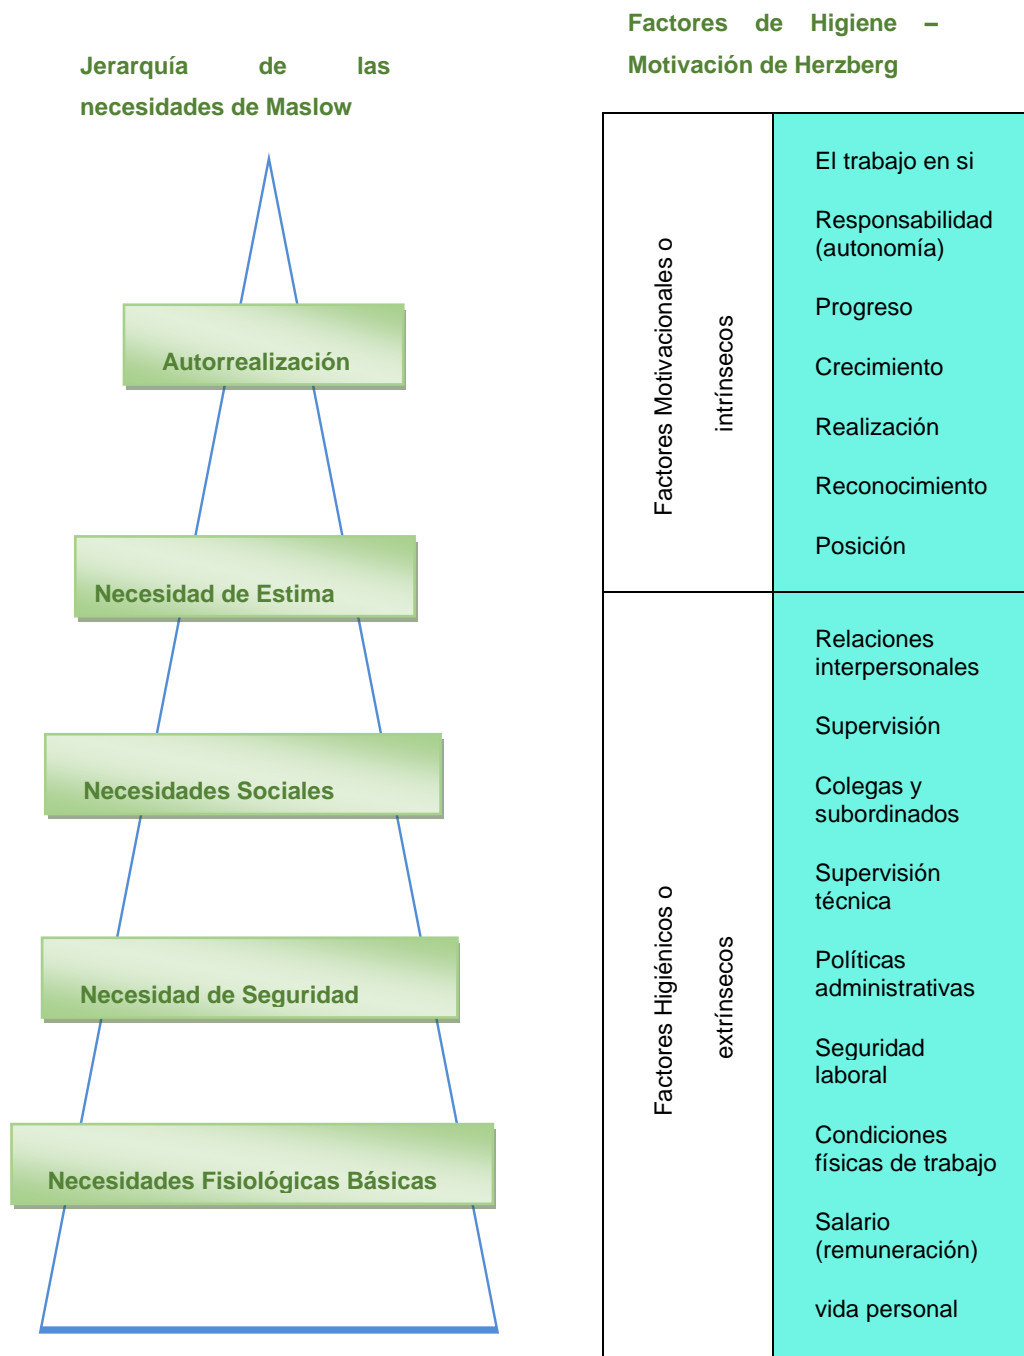 Jerarquía de las
necesidades de Maslow
Autorrealización
Necesidad de Estima
Necesidades Sociales
Necesidad de Seguridad
Necesidades Fisiológicas Básicas
Factores de Higiene –
Motivación de Herzberg
Factores Motivacionales o
intrínsecos
El trabajo en si
Responsabilidad
(autonomía)
Progreso
Crecimiento
Realización
Reconocimiento
Posición
Factores Higiénicos o
extrínsecos
Relaciones
interpersonales
Supervisión
Colegas y
subordinados
Supervisión
técnica
Políticas
administrativas
Seguridad
laboral
Condiciones
físicas de trabajo
Salario
(remuneración)
vida personal